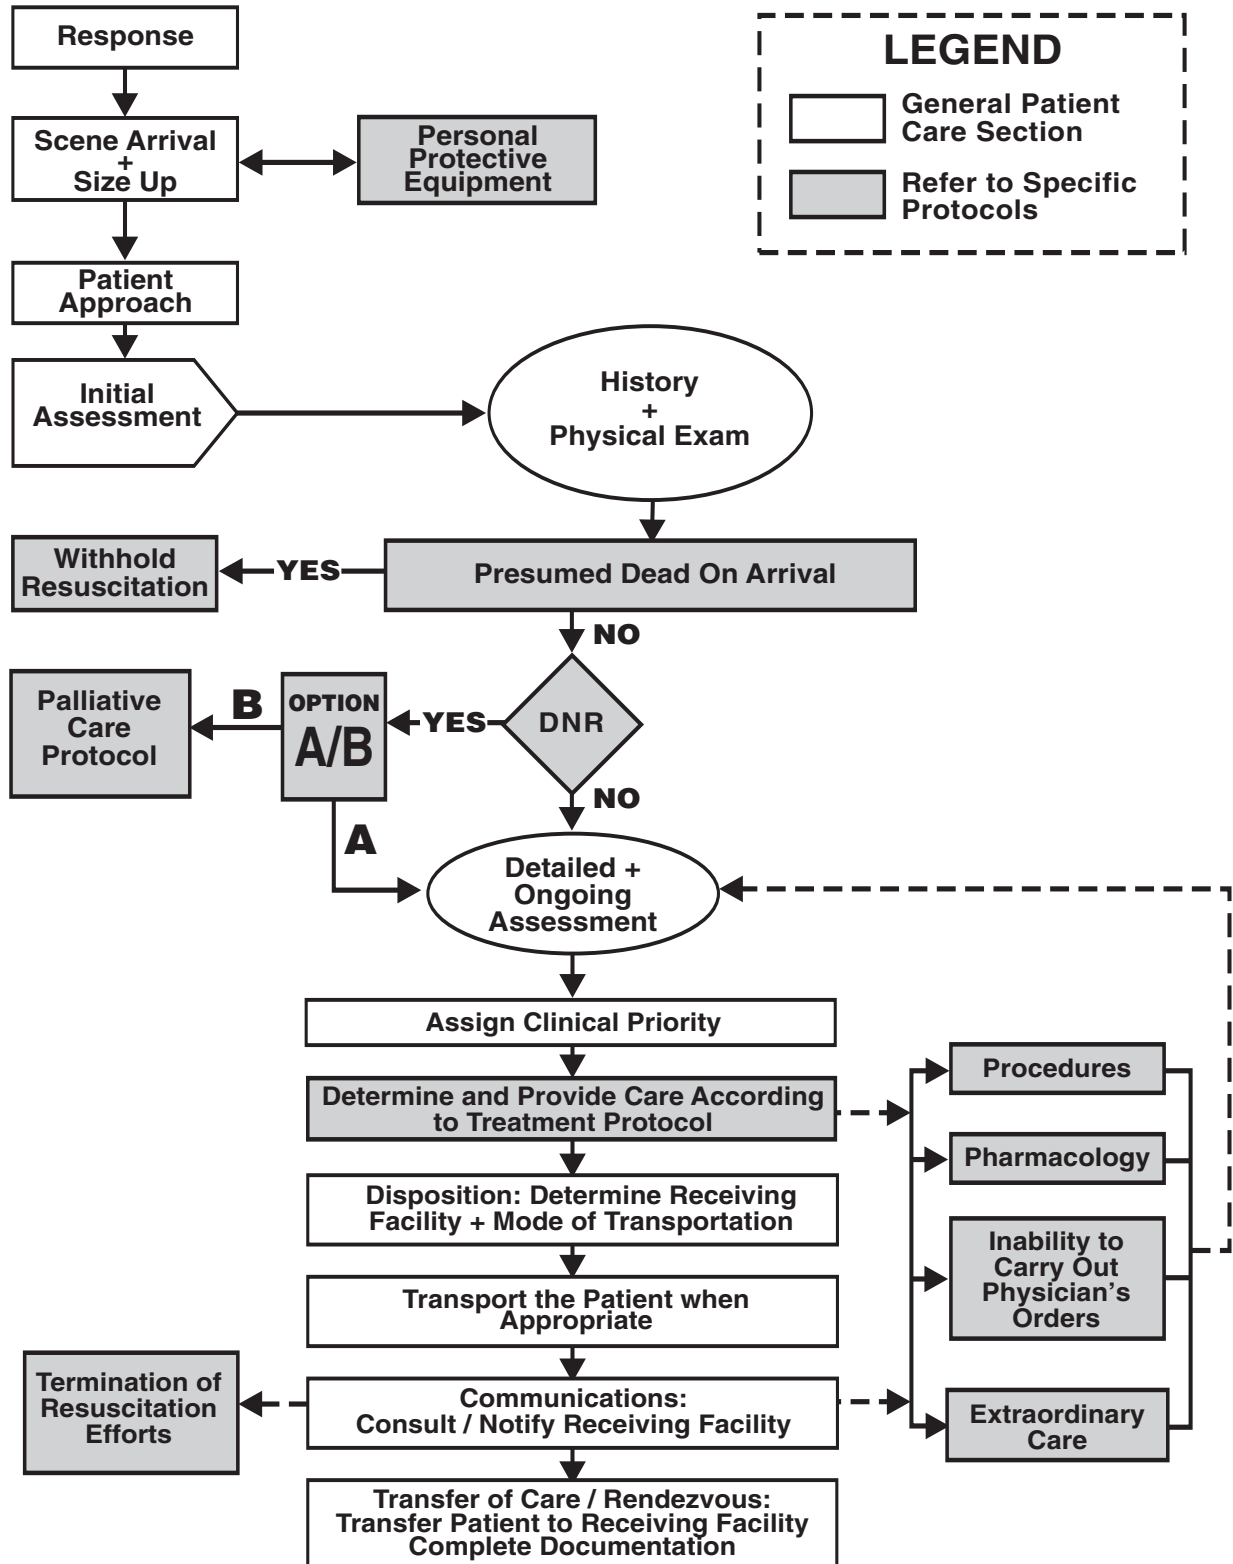 Response
LEGEND
General Patient
Care Section
Refer to Specific
Protocols
Scene Arrival
+
Size Up
Personal
Protective
Equipment
Patient
Approach
Initial
Assessment
History
+
Physical Exam
Withhold
Resuscitation
YES
Presumed Dead On Arrival
NO
Palliative
Care
Protocol
B
OPTION
A/B
YES
DNR
NO
A
Detailed +
Ongoing
Assessment
Assign Clinical Priority
Determine and Provide Care According
to Treatment Protocol
Disposition: Determine Receiving
Facility + Mode of Transportation
Transport the Patient when
Appropriate
Procedures
Pharmacology
Inability to
Carry Out
Physician's
Orders
Extraordinary
Care
Termination of
Resuscitation
Efforts
Communications:
Consult / Notify Receiving Facility
Transfer of Care / Rendezvous:
Transfer Patient to Receiving Facility
Complete Documentation